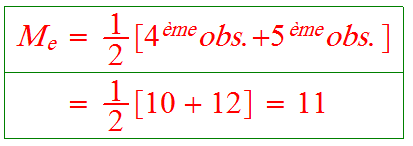 Me = 1/2 [4ème obs.+5ème obs. ]
= 1/2 [10 + 12] = 11